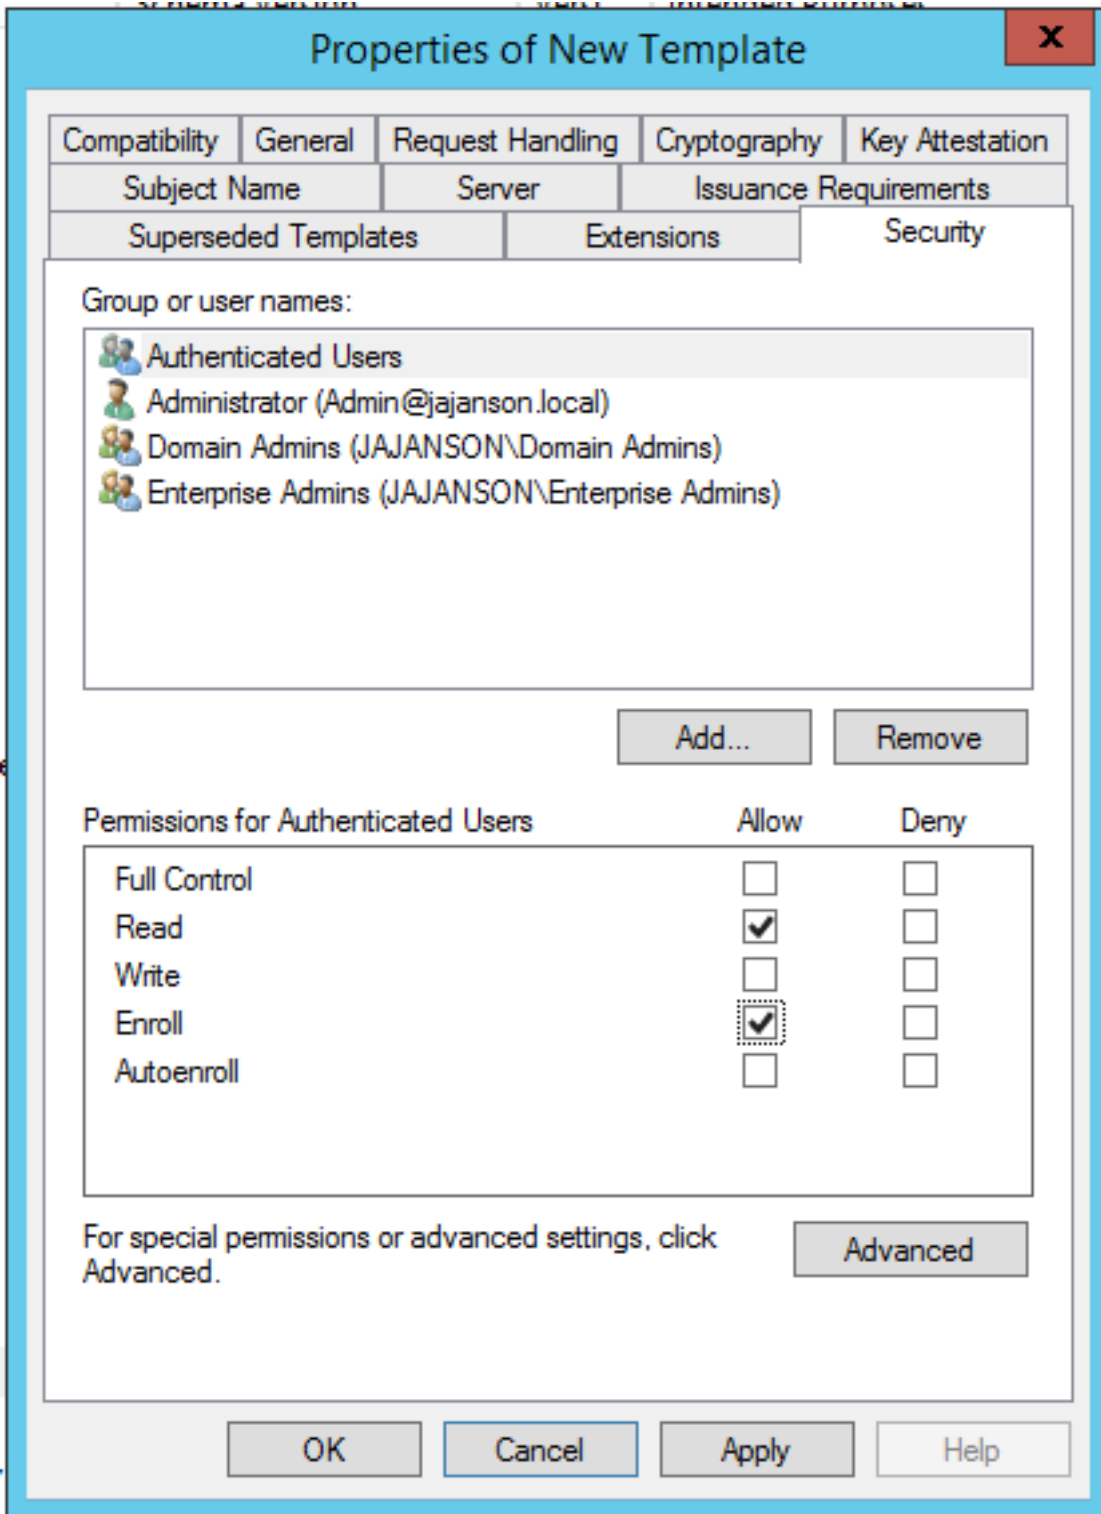 Properties of New Template
x
Compatibility General Request Handling Cryptography Key Attestation
Subject Name Server Issuance Requirements
Superseded Templates Extensions Security
Group or user names:
Authenticated Users
Administrator (Admin@jajanson.local)
Domain Admins (JAJANSON\Domain Admins)
Enterprise Admins (JAJANSON\Enterprise Admins)
Add... Remove
Permissions for Authenticated Users Allow Deny
Full Control
Read
Write
Enroll
Autoenroll
For special permissions or advanced settings, click
Advanced.
Advanced
OK Cancel Apply Help